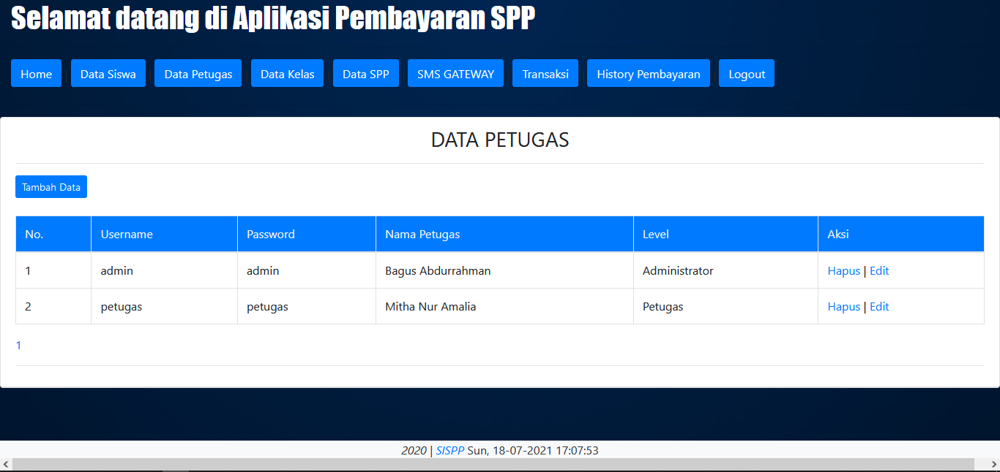 Selamat datang di Aplikasi Pembayaran SPP
Home Data Siswa Data Petugas Data Kelas Data SPP SMS GATEWAY Transaksi History Pembayaran Logout
DATA PETUGAS
Tambah Data
No. Username Password Nama Petugas Level Aksi
1 admin admin Bagus Abdurrahman Administrator Hapus | Edit
2 petugas petugas Mitha Nur Amalia Petugas Hapus | Edit
1
2020 | SISPP Sun, 18-07-2021 17:07:53